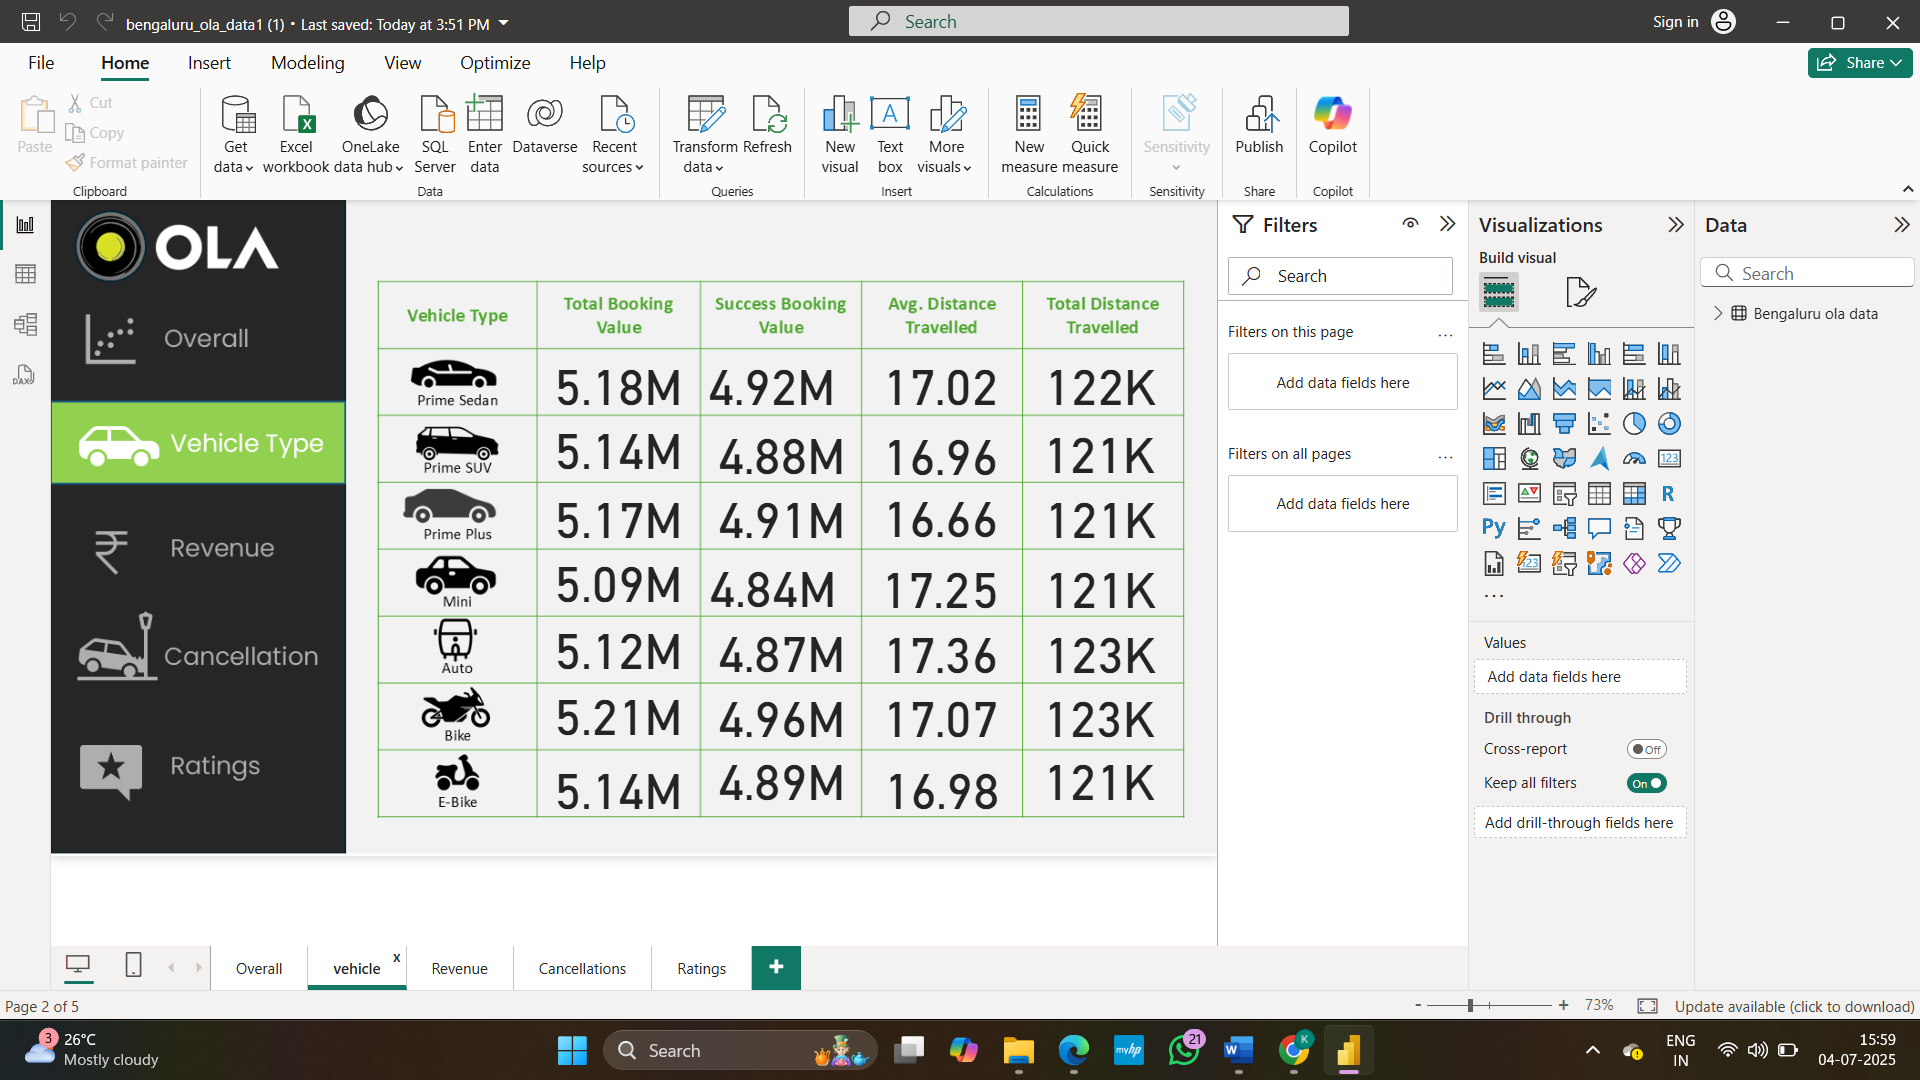 bengaluru_ola_data1 (1) • Last saved: Today at 3:51 PM
Search
Sign in
File Home Insert Modeling View Optimize Help
Share
Paste
Cut
Copy
Format painter
Clipboard
Get data
Excel workbook
OneLake data hub
SQL Server
Enter data
Dataverse
Recent sources
Data
Transform data
Refresh
Queries
New visual
Text box
More visuals
Insert
New measure
Quick measure
Calculations
Sensitivity
Sensitivity
Publish
Share
Copilot
Copilot
OLA
Overall
Vehicle Type
Revenue
Cancellation
Ratings
Vehicle Type
Total Booking Value
Success Booking Value
Avg. Distance Travelled
Total Distance Travelled
Prime Sedan 5.18M 4.92M 17.02 122K
Prime SUV 5.14M 4.88M 16.96 121K
Prime Plus 5.17M 4.91M 16.66 121K
Mini 5.09M 4.84M 17.25 121K
Auto 5.12M 4.87M 17.36 123K
Bike 5.21M 4.96M 17.07 123K
E-Bike 5.14M 4.89M 16.98 121K
Filters
Search
Filters on this page
Add data fields here
Filters on all pages
Add data fields here
Visualizations
Build visual
123
R
Py
123
Values
Add data fields here
Drill through
Cross-report Off
Keep all filters On
Add drill-through fields here
Data
Search
Bengaluru ola data
DAX
Overall
vehicle x
Revenue
Cancellations
Ratings
+
Page 2 of 5
- + 73%
Update available (click to download)
3
26°C
Mostly cloudy
Search
myhp
21
W
K
ENG
IN
15:59
04-07-2025